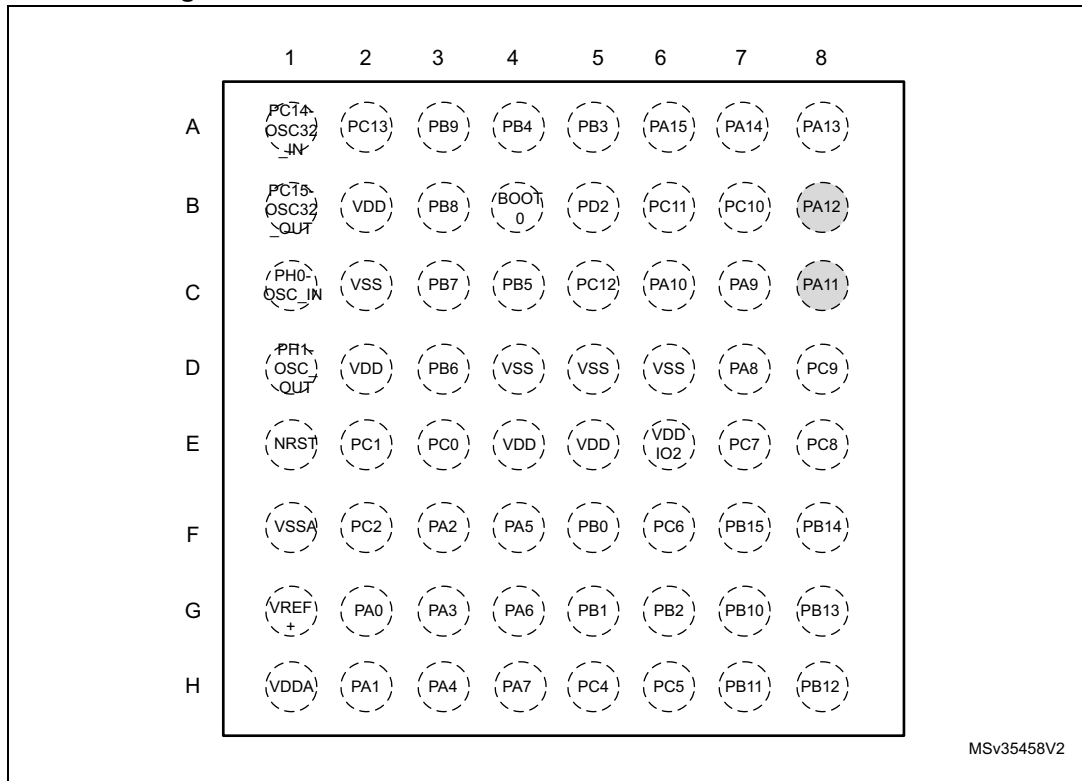 1 2 3 4 5 6 7 8
A PC14-OSC32_IN PC13 PB9 PB4 PB3 PA15 PA14 PA13
B PC15-OSC32_OUT VDD PB8 BOOT0 PD2 PC11 PC10 PA12
C PH0-OSC_IN VSS PB7 PB5 PC12 PA10 PA9 PA11
D PH1-OSC_OUT VDD PB6 VSS VSS VSS PA8 PC9
E NRST PC1 PC0 VDD VDD VDDIO2 PC7 PC8
F VSSA PC2 PA2 PA5 PB0 PC6 PB15 PB14
G VREF+ PA0 PA3 PA6 PB1 PB2 PB10 PB13
H VDDA PA1 PA4 PA7 PC4 PC5 PB11 PB12
MSv35458V2